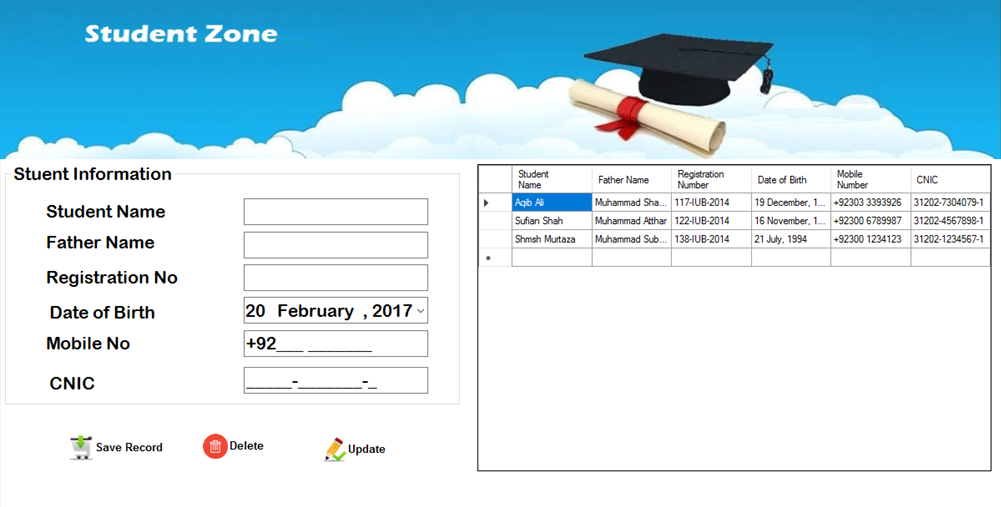 Student Zone
Stuent Information
Student Name
Father Name
Registration No
Date of Birth 20 February , 2017
Mobile No +92___ _______
CNIC _____-_______-_
Save Record Delete Update
Student Name Father Name Registration Number Date of Birth Mobile Number CNIC
Aqib Ali Muhammad Sha... 117-IUB-2014 19 December, 1... +92303 3393926 31202-7304079-1
Sufian Shah Muhammad Atthar 122-IUB-2014 16 November, 1... +92300 6789987 31202-4567898-1
Shmsh Murtaza Muhammad Sub... 138-IUB-2014 21 July, 1994 +92300 1234123 31202-1234567-1